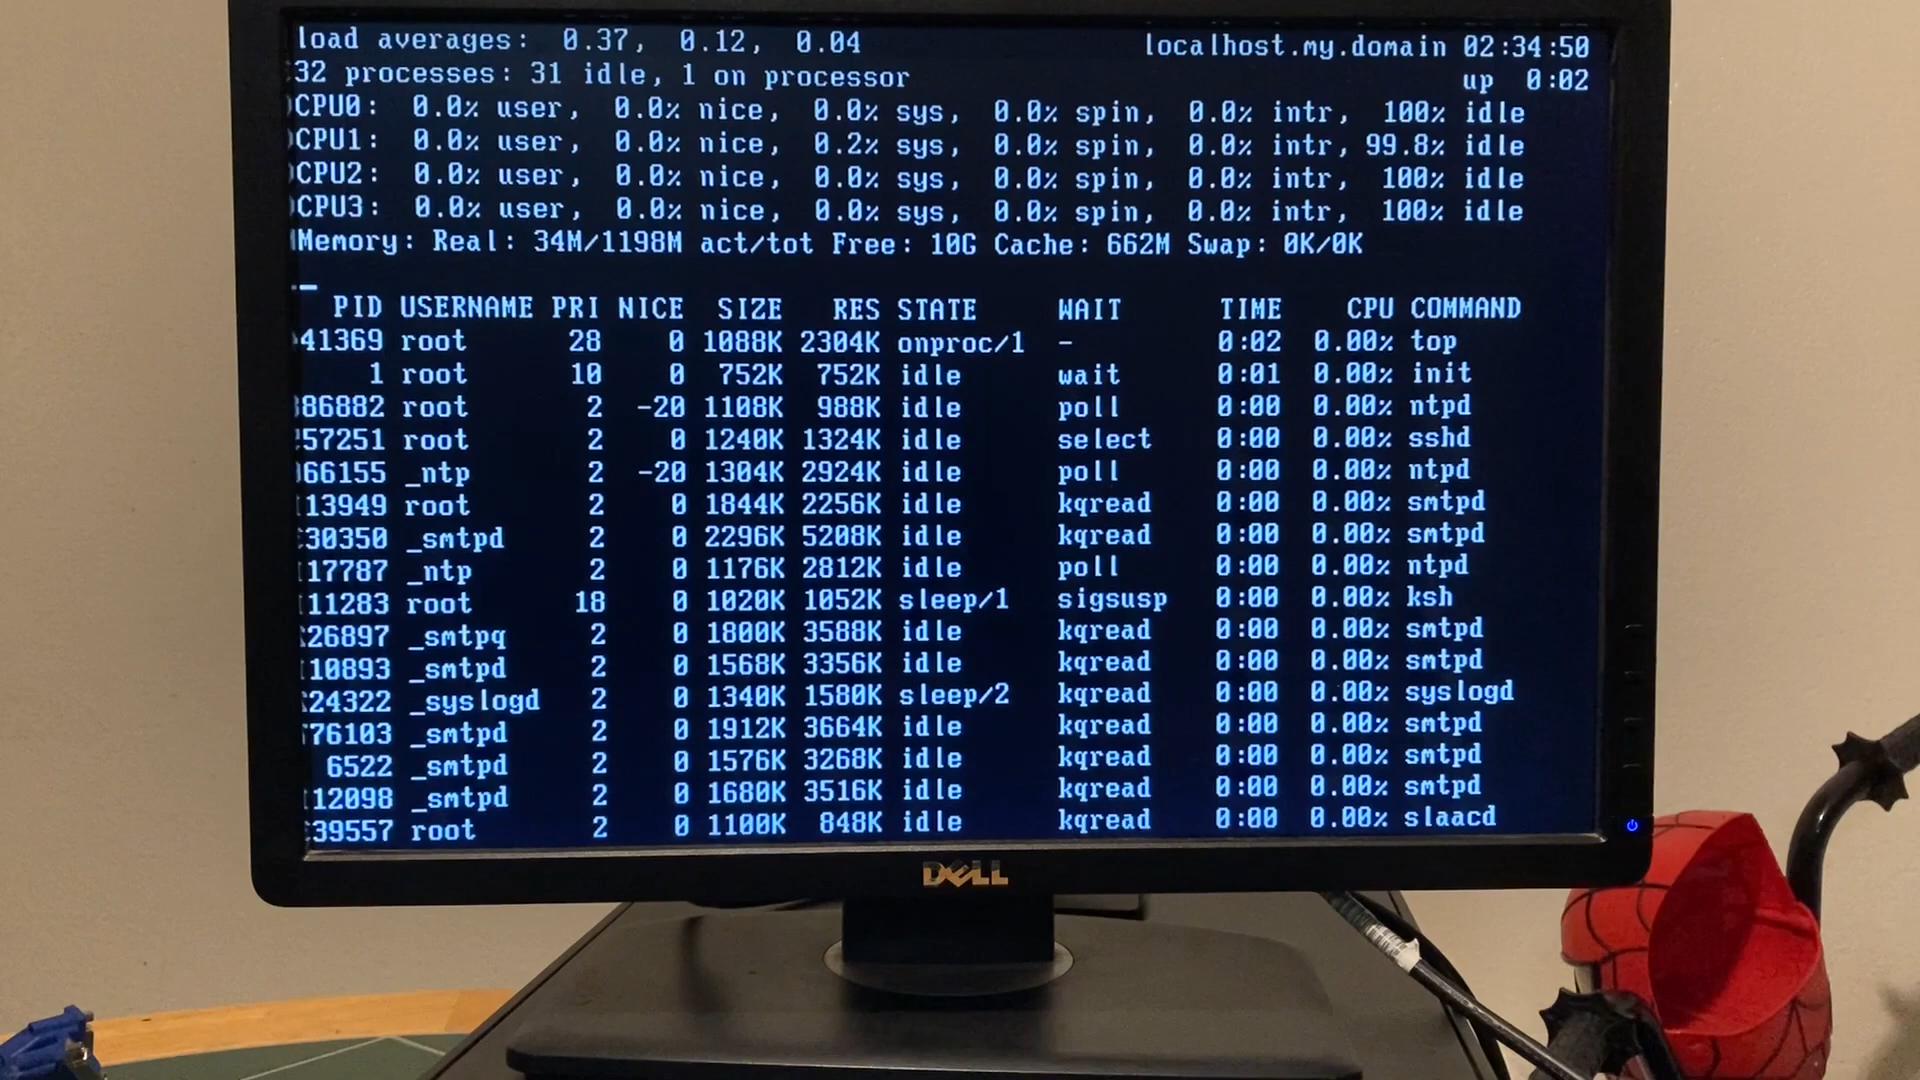 load averages: 0.37, 0.12, 0.04 localhost.my.domain 02:34:50
32 processes: 31 idle, 1 on processor up 0:02
CPU0: 0.0% user, 0.0% nice, 0.0% sys, 0.0% spin, 0.0% intr, 100% idle
CPU1: 0.0% user, 0.0% nice, 0.2% sys, 0.0% spin, 0.0% intr, 99.8% idle
CPU2: 0.0% user, 0.0% nice, 0.0% sys, 0.0% spin, 0.0% intr, 100% idle
CPU3: 0.0% user, 0.0% nice, 0.0% sys, 0.0% spin, 0.0% intr, 100% idle
Memory: Real: 34M/1198M act/tot Free: 10G Cache: 662M Swap: 0K/0K
PID USERNAME PRI NICE SIZE RES STATE WAIT TIME CPU COMMAND
41369 root 28 0 1088K 2304K onproc/1 - 0:02 0.00% top
1 root 10 0 752K 752K idle wait 0:01 0.00% init
86882 root 2 -20 1108K 988K idle poll 0:00 0.00% ntpd
57251 root 2 0 1240K 1324K idle select 0:00 0.00% sshd
66155 _ntp 2 -20 1304K 2924K idle poll 0:00 0.00% ntpd
13949 root 2 0 1844K 2256K idle kqread 0:00 0.00% smtpd
30350 _smtpd 2 0 2296K 5208K idle kqread 0:00 0.00% smtpd
17787 _ntp 2 0 1176K 2812K idle poll 0:00 0.00% ntpd
11283 root 18 0 1020K 1052K sleep/1 sigsusp 0:00 0.00% ksh
26897 _smtpq 2 0 1800K 3588K idle kqread 0:00 0.00% smtpd
10893 _smtpd 2 0 1568K 3356K idle kqread 0:00 0.00% smtpd
24322 _syslogd 2 0 1340K 1580K sleep/2 kqread 0:00 0.00% syslogd
76103 _smtpd 2 0 1912K 3664K idle kqread 0:00 0.00% smtpd
6522 _smtpd 2 0 1576K 3268K idle kqread 0:00 0.00% smtpd
12098 _smtpd 2 0 1680K 3516K idle kqread 0:00 0.00% smtpd
39557 root 2 0 1100K 848K idle kqread 0:00 0.00% slaacd
DELL